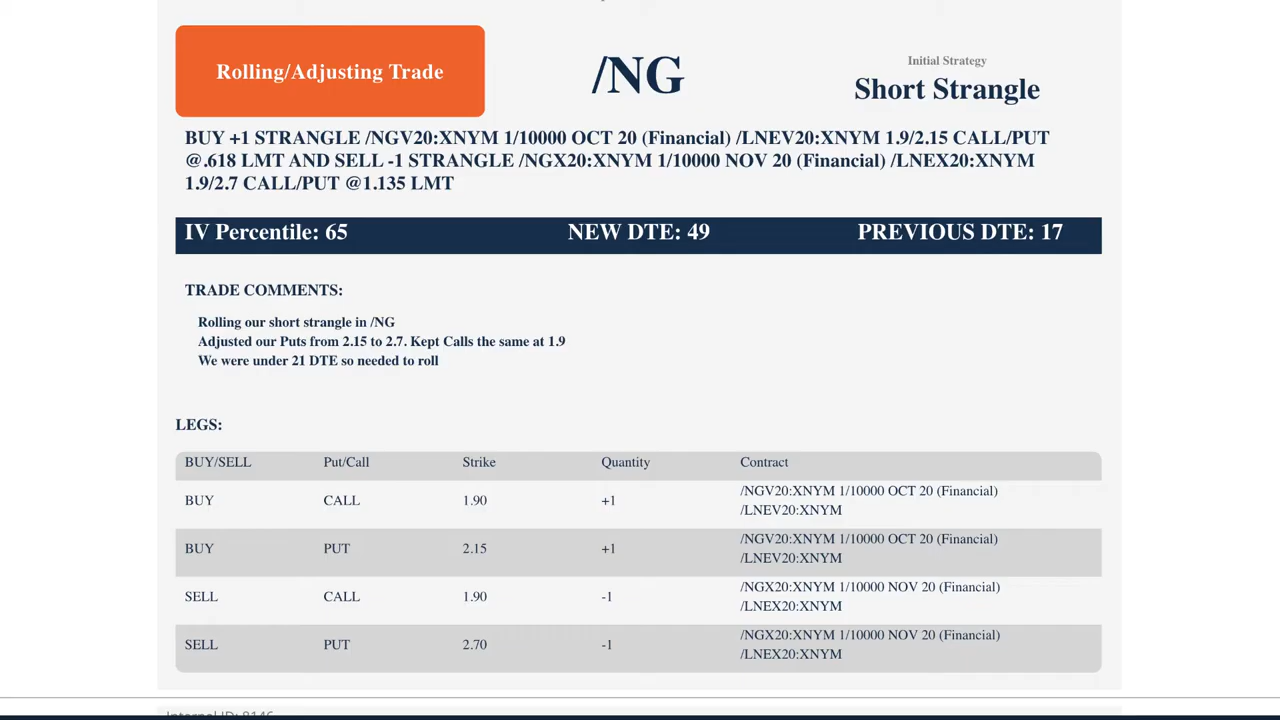 Rolling/Adjusting Trade
/NG
Initial Strategy
Short Strangle
BUY +1 STRANGLE /NGV20:XNYM 1/10000 OCT 20 (Financial) /LNEV20:XNYM 1.9/2.15 CALL/PUT
@.618 LMT AND SELL -1 STRANGLE /NGX20:XNYM 1/10000 NOV 20 (Financial) /LNEX20:XNYM
1.9/2.7 CALL/PUT @1.135 LMT
IV Percentile: 65 NEW DTE: 49 PREVIOUS DTE: 17
TRADE COMMENTS:
Rolling our short strangle in /NG
Adjusted our Puts from 2.15 to 2.7. Kept Calls the same at 1.9
We were under 21 DTE so needed to roll
LEGS:
BUY/SELL Put/Call Strike Quantity Contract
BUY CALL 1.90 +1 /NGV20:XNYM 1/10000 OCT 20 (Financial)
/LNEV20:XNYM
BUY PUT 2.15 +1 /NGV20:XNYM 1/10000 OCT 20 (Financial)
/LNEV20:XNYM
SELL CALL 1.90 -1 /NGX20:XNYM 1/10000 NOV 20 (Financial)
/LNEX20:XNYM
SELL PUT 2.70 -1 /NGX20:XNYM 1/10000 NOV 20 (Financial)
/LNEX20:XNYM
Internal ID: